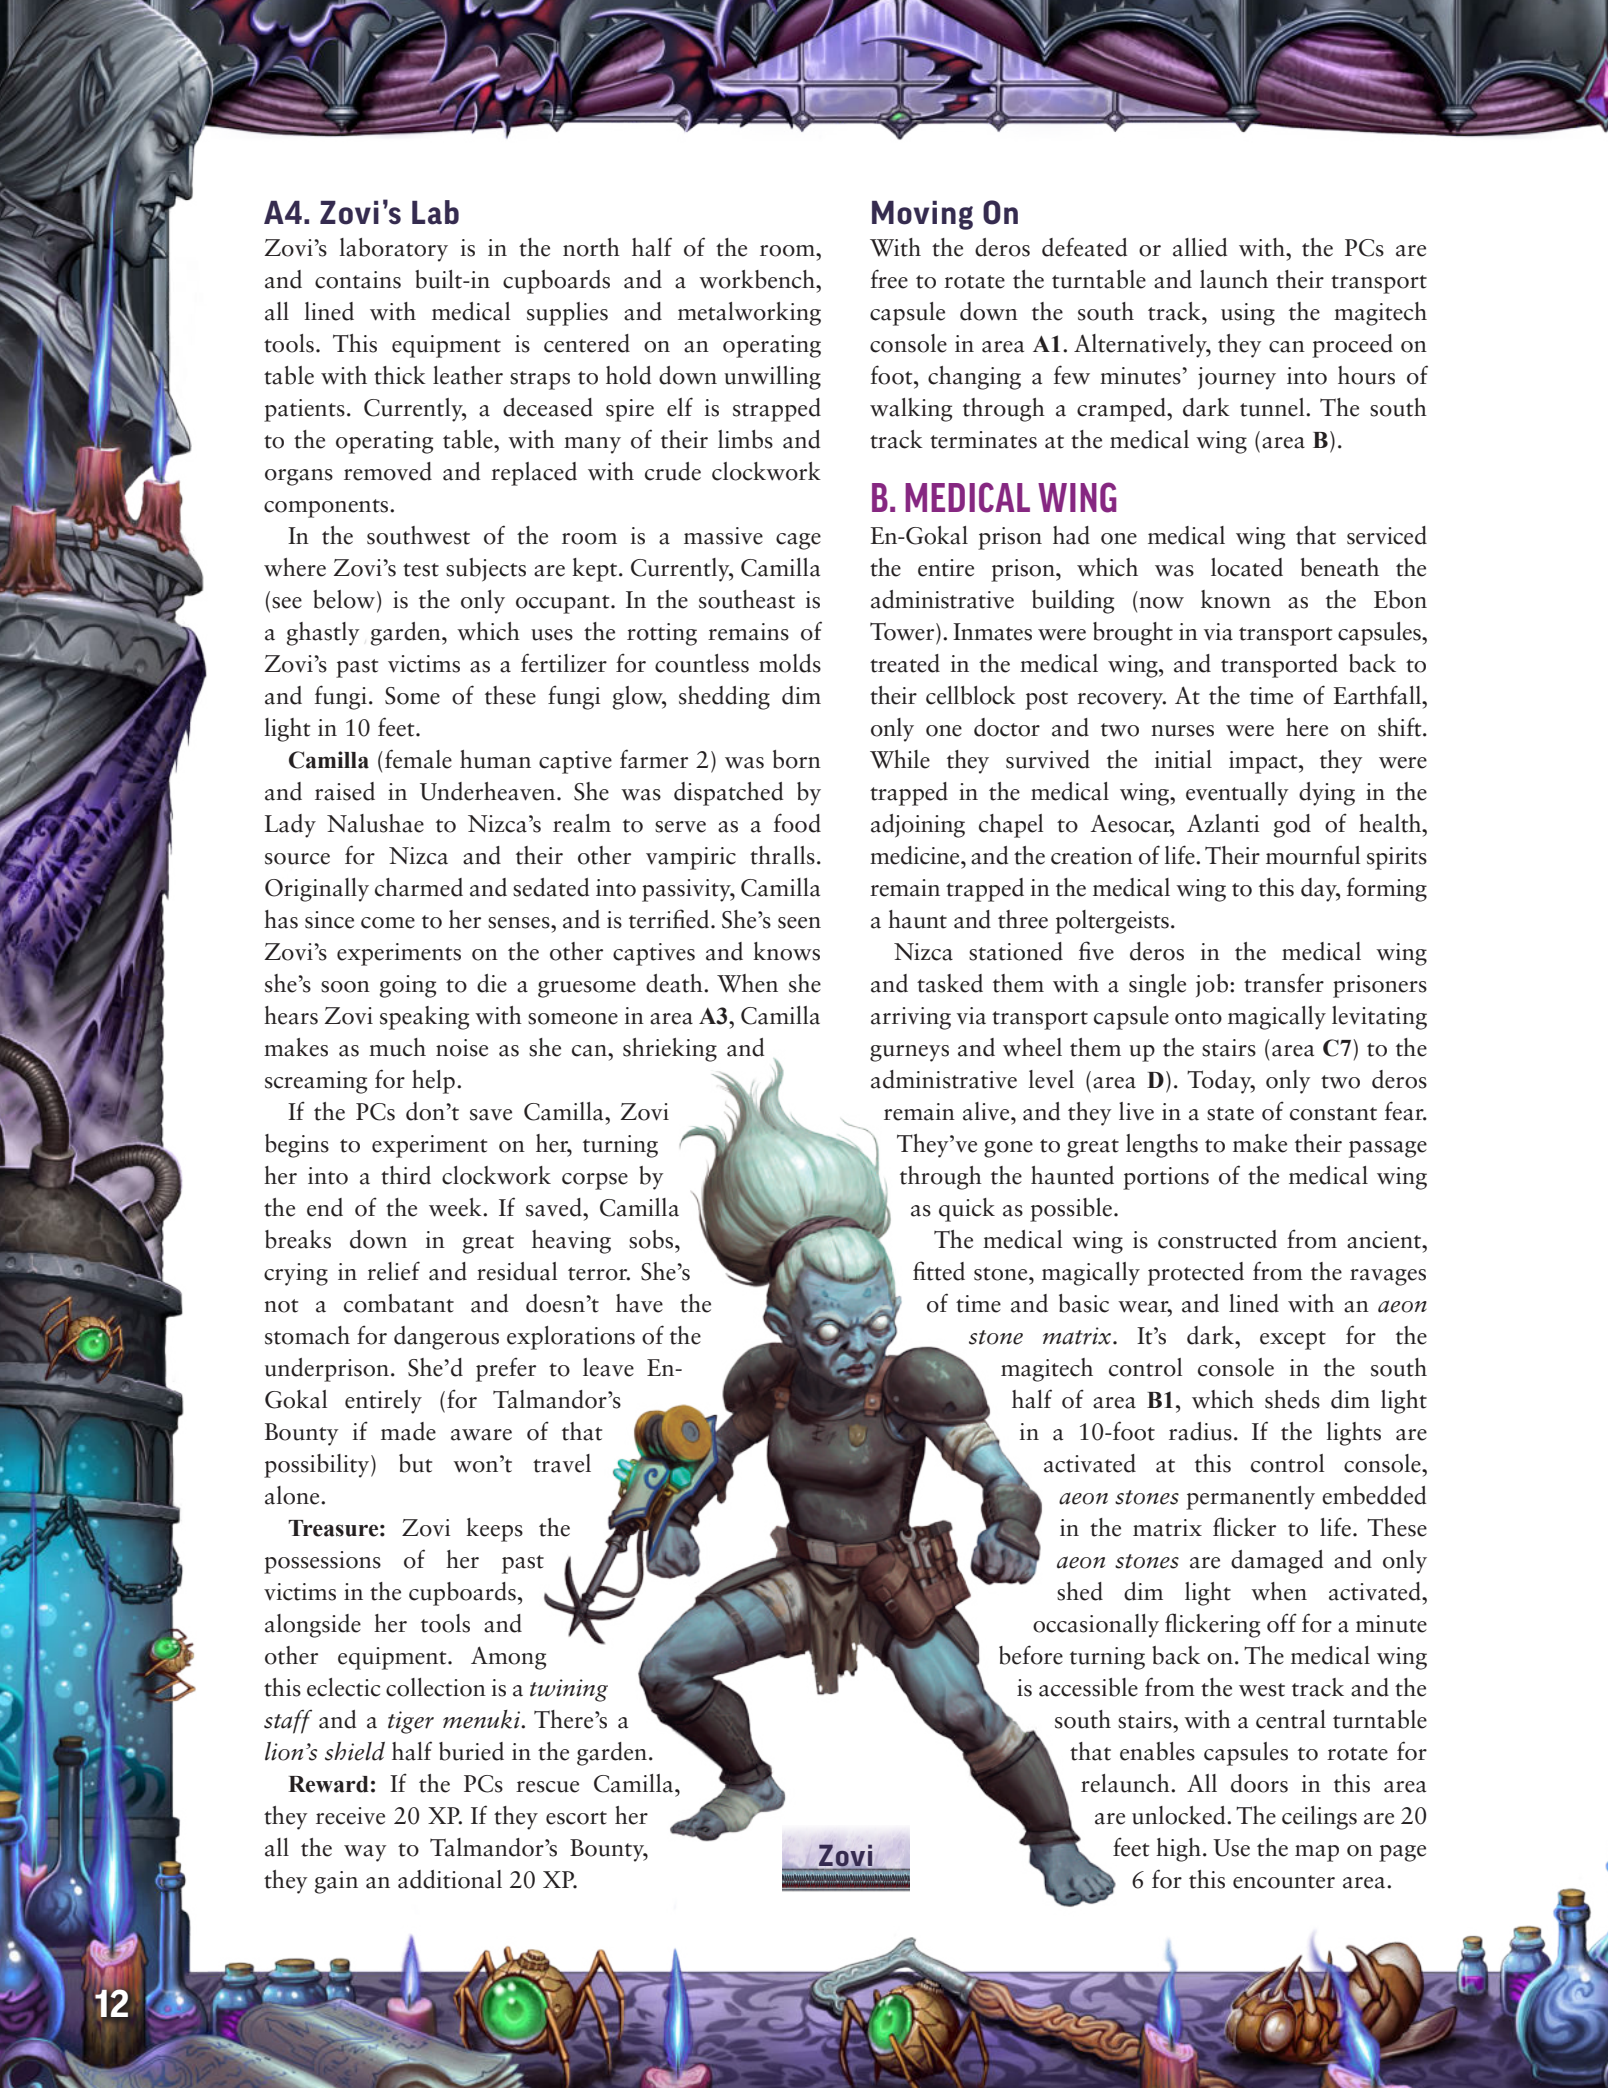 A4. Zovi's Lab
Zovi's laboratory is in the north half of the room,
and contains built-in cupboards and a workbench,
all lined with medical supplies and metalworking
tools. This equipment is centered on an operating
table with thick leather straps to hold down unwilling
patients. Currently, a deceased spire elf is strapped
to the operating table, with many of their limbs and
organs removed and replaced with crude clockwork
components.
In the southwest of the room is a massive cage
where Zovi's test subjects are kept. Currently, Camilla
(see below) is the only occupant. In the southeast is
a ghastly garden, which uses the rotting remains of
Zovi's past victims as a fertilizer for countless molds
and fungi. Some of these fungi glow, shedding dim
light in 10 feet.
Camilla (female human captive farmer 2) was born
and raised in Underheaven. She was dispatched by
Lady Nalushae to Nizca's realm to serve as a food
source for Nizca and their other vampiric thralls.
Originally charmed and sedated into passivity, Camilla
has since come to her senses, and is terrified. She's seen
Zovi's experiments on the other captives and knows
she's soon going to die a gruesome death. When she
hears Zovi speaking with someone in area A3, Camilla
makes as much noise as she can, shrieking and
screaming for help.
If the PCs don't save Camilla, Zovi
begins to experiment on her, turning
her into a third clockwork corpse by
the end of the week. If saved, Camilla
breaks down in great heaving sobs,
crying in relief and residual terror. She's
not a combatant and doesn't have the
stomach for dangerous explorations of the
underprison. She'd prefer to leave En-
Gokal entirely (for Talmandor's
Bounty if made aware of that
possibility) but won't travel
alone.
Treasure: Zovi keeps the
possessions of her past
victims in the cupboards,
alongside her tools and
other equipment. Among
this eclectic collection is a twining
staff and a tiger menuki. There's a
lion's shield half buried in the garden.
Reward: If the PCs rescue Camilla,
they receive 20 XP. If they escort her
all the way to Talmandor's Bounty,
they gain an additional 20 XP.
Moving On
With the deros defeated or allied with, the PCs are
free to rotate the turntable and launch their transport
capsule down the south track, using the magitech
console in area A1. Alternatively, they can proceed on
foot, changing a few minutes' journey into hours of
walking through a cramped, dark tunnel. The south
track terminates at the medical wing (area B).
B. MEDICAL WING
En-Gokal prison had one medical wing that serviced
the entire prison, which was located beneath the
administrative building (now known as the Ebon
Tower). Inmates were brought in via transport capsules,
treated in the medical wing, and transported back to
their cellblock post recovery. At the time of Earthfall,
only one doctor and two nurses were here on shift.
While they survived the initial impact, they were
trapped in the medical wing, eventually dying in the
adjoining chapel to Aesocar, Azlanti god of health,
medicine, and the creation of life. Their mournful spirits
remain trapped in the medical wing to this day, forming
a haunt and three poltergeists.
Nizca stationed five deros in the medical wing
and tasked them with a single job: transfer prisoners
arriving via transport capsule onto magically levitating
gurneys and wheel them up the stairs (area C7) to the
administrative level (area D). Today, only two deros
remain alive, and they live in a state of constant fear.
They've gone to great lengths to make their passage
through the haunted portions of the medical wing
as quick as possible.
The medical wing is constructed from ancient,
fitted stone, magically protected from the ravages
of time and basic wear, and lined with an aeon
stone matrix. It's dark, except for the
magitech control console in the south
half of area B1, which sheds dim light
in a 10-foot radius. If the lights are
activated at this control console,
aeon stones permanently embedded
in the matrix flicker to life. These
aeon stones are damaged and only
shed dim light when activated,
occasionally flickering off for a minute
before turning back on. The medical wing
is accessible from the west track and the
south stairs, with a central turntable
that enables capsules to rotate for
relaunch. All doors in this area
are unlocked. The ceilings are 20
feet high. Use the map on page
6 for this encounter area.
Zovi
12